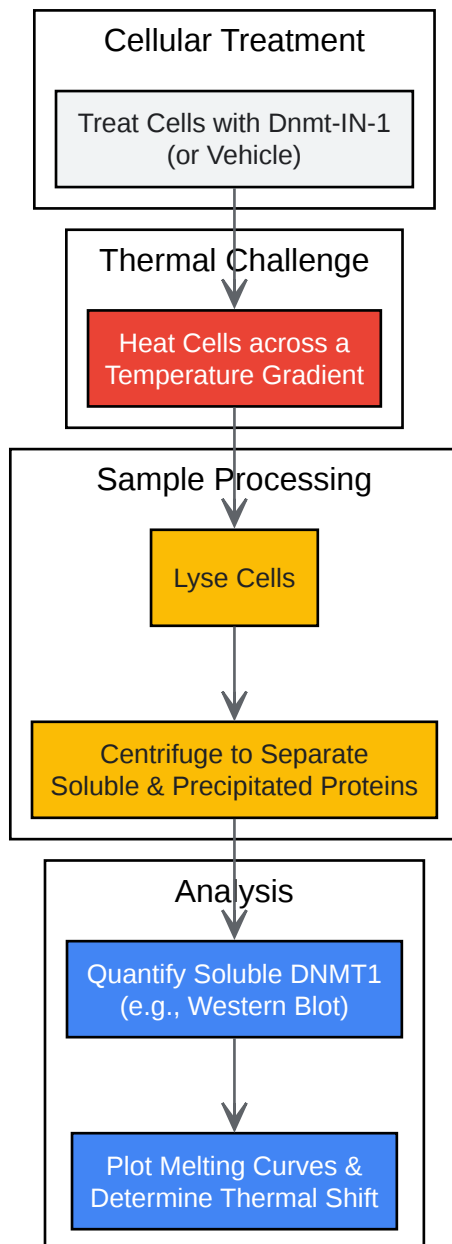 Cellular Treatment
Treat Cells with Dnmt-IN-1
(or Vehicle)
Thermal Challenge
Heat Cells across a
Temperature Gradient
Sample Processing
Lyse Cells
Centrifuge to Separate
Soluble & Precipitated Proteins
Analysis
Quantify Soluble DNMT1
(e.g., Western Blot)
Plot Melting Curves &
Determine Thermal Shift